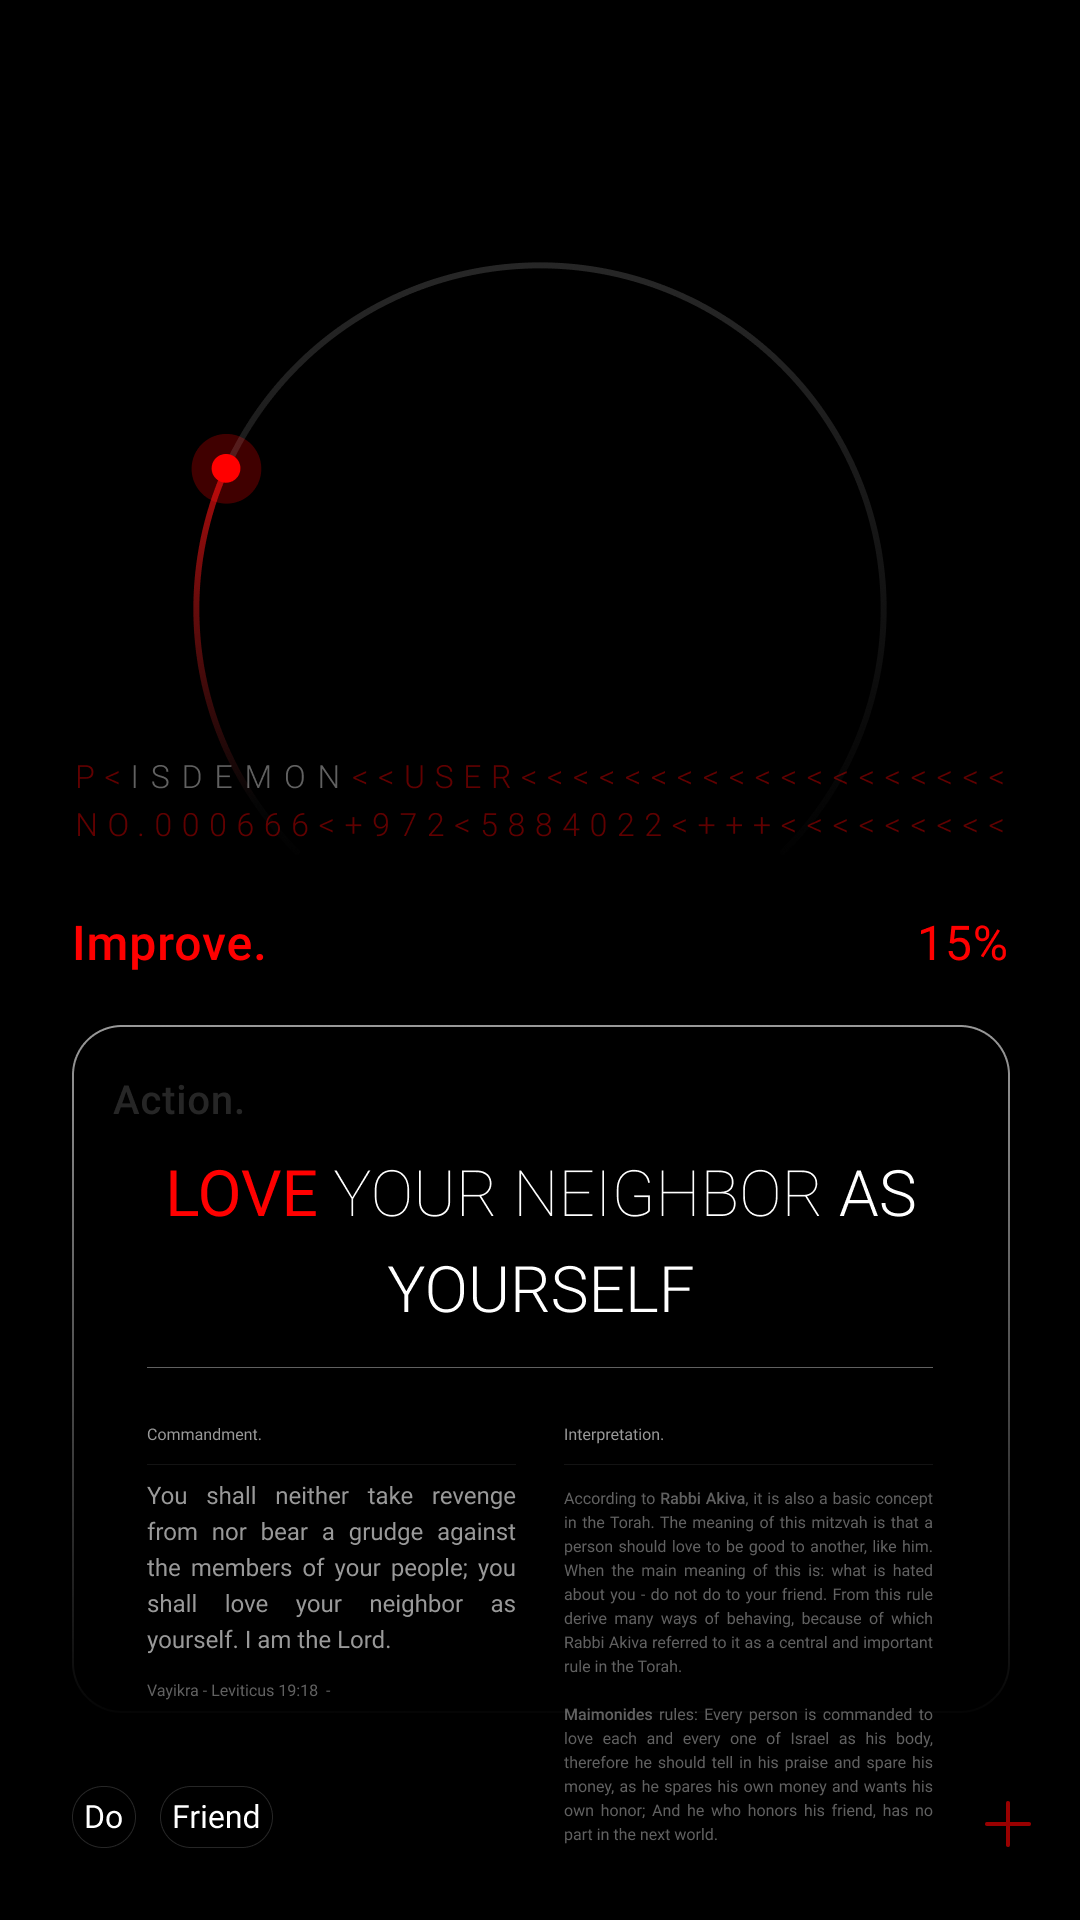 P<ISDEMON<<USER<<<<<<<<<<<<<<<<<<<
NO.000666<+972<5884022<+++<<<<<<<<<
Improve.
15%
Action.
LOVE YOUR NEIGHBOR AS
YOURSELF
Commandment.
You shall neither take revenge
from nor bear a grudge against
the members of your people; you
shall love your neighbor as
yourself. I am the Lord.
Vayikra - Leviticus 19:18 -
Interpretation.
According to Rabbi Akiva, it is also a basic concept
in the Torah. The meaning of this mitzvah is that a
person should love to be good to another, like him.
When the main meaning of this is: what is hated
about you - do not do to your friend. From this rule
derive many ways of behaving, because of which
Rabbi Akiva referred to it as a central and important
rule in the Torah.
Maimonides rules: Every person is commanded to
love each and every one of Israel as his body,
therefore he should tell in his praise and spare his
money, as he spares his own money and wants his
own honor; And he who honors his friend, has no
part in the next world.
Do
Friend